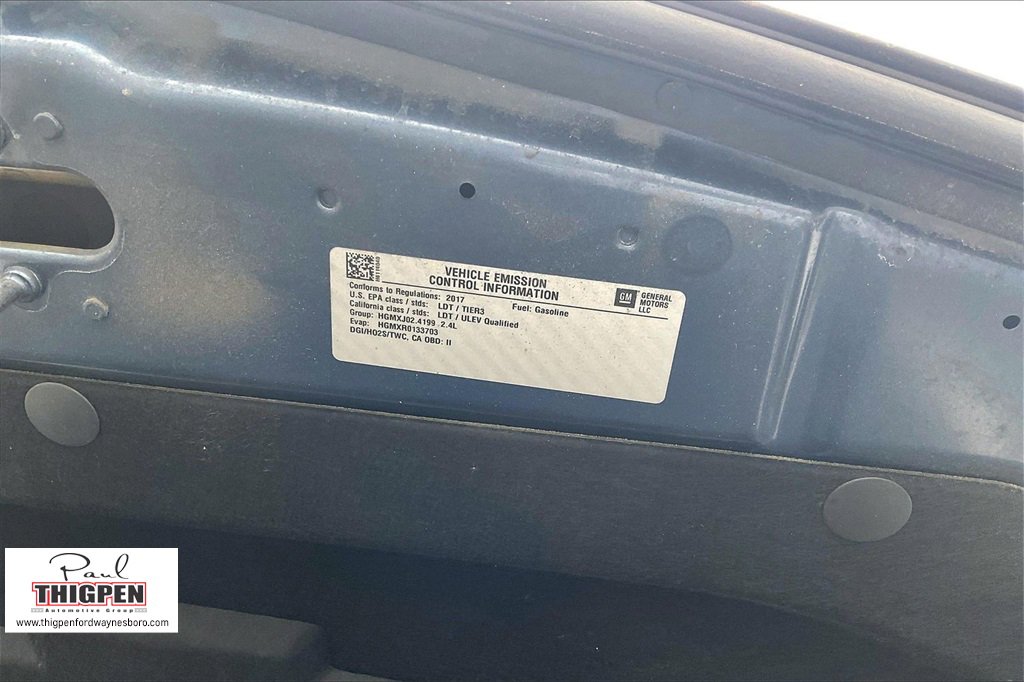 VEHICLE EMISSION
CONTROL INFORMATION
Conforms to Regulations: 2017
Fuel: Gasoline
U.S. EPA class / stds: LDT / TIER3
California class / stds: LDT / ULEV Qualified
Group: HGMXJ02.4199 2.4L
Evap: HGMXR0133703
DGI/HO2S/TWC, CA OBD: II
GM
GENERAL
MOTORS
LLC
Paul
THIGPEN
Automotive Group
www.thigpenfordwaynesboro.com